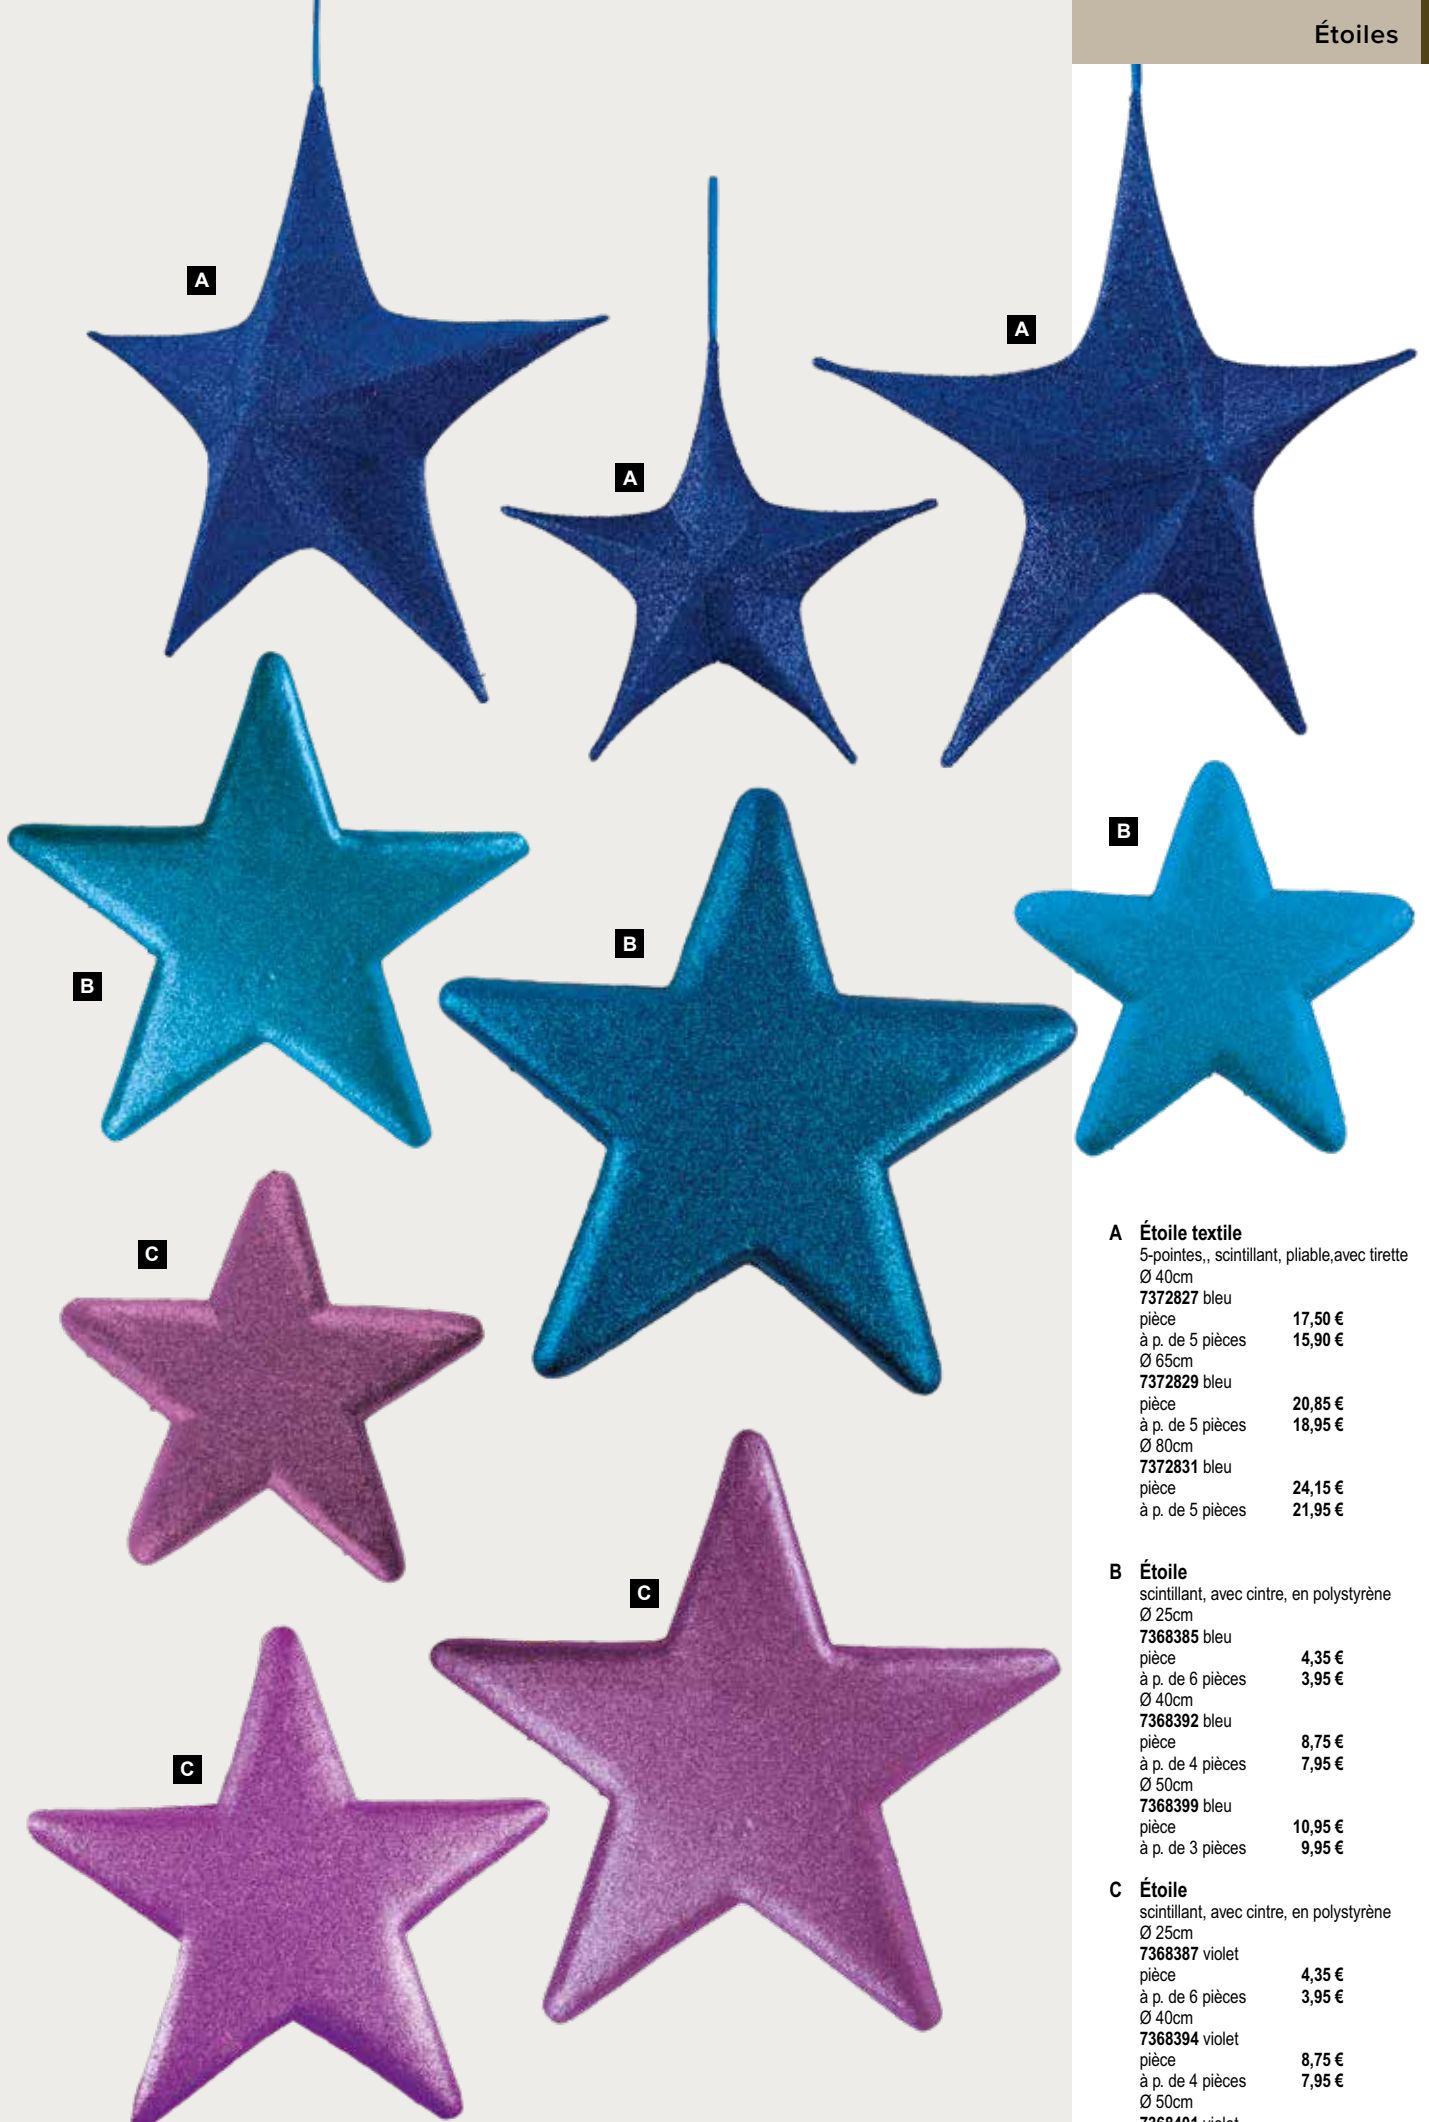 Étoiles
A
A
A
B
B
B
C
C
C
A Étoile textile
5-pointes,, scintillant, pliable,avec tirette
Ø 40cm
7372827 bleu
pièce 17,50 €
à p. de 5 pièces 15,90 €
Ø 65cm
7372829 bleu
pièce 20,85 €
à p. de 5 pièces 18,95 €
Ø 80cm
7372831 bleu
pièce 24,15 €
à p. de 5 pièces 21,95 €
B Étoile
scintillant, avec cintre, en polystyrène
Ø 25cm
7368385 bleu
pièce 4,35 €
à p. de 6 pièces 3,95 €
Ø 40cm
7368392 bleu
pièce 8,75 €
à p. de 4 pièces 7,95 €
Ø 50cm
7368399 bleu
pièce 10,95 €
à p. de 3 pièces 9,95 €
C Étoile
scintillant, avec cintre, en polystyrène
Ø 25cm
7368387 violet
pièce 4,35 €
à p. de 6 pièces 3,95 €
Ø 40cm
7368394 violet
pièce 8,75 €
à p. de 4 pièces 7,95 €
Ø 50cm